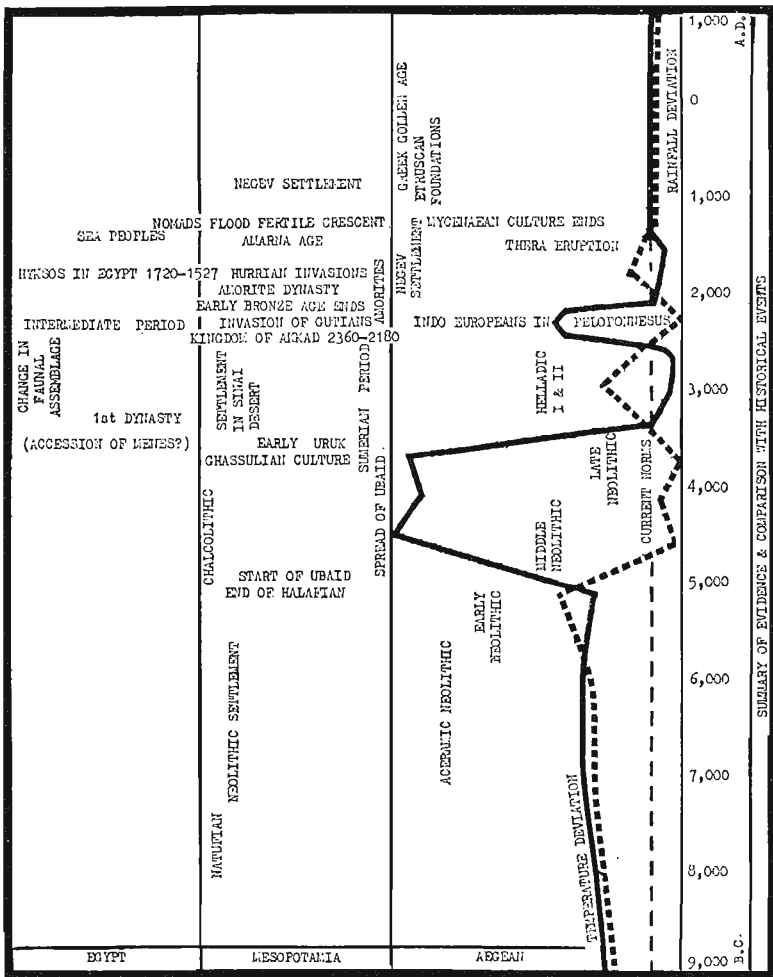 1,000
A.D.
0
1,000
2,000
3,000
4,000
5,000
6,000
7,000
8,000
9,000
B.C.
SUMMARY OF EVIDENCE & COMPARISON WITH HISTORICAL EVENTS
RAINFALL DEVIATION
CURRENT NORMS
TEMPERATURE DEVIATION
GREEK GOLDEN AGE
ETRUSCAN
FOUNDATIONS
NEGEV SETTLEMENT
NOMADS FLOOD FERTILE CRESCENT
MYCENAEAN CULTURE ENDS
SEA PEOPLES
AMARNA AGE
THERA ERUPTION
NEGEV
SETTLEMENT
HYKSOS IN EGYPT 1720-1527
HURRIAN INVASIONS
AMORITE DYNASTY
AMORITES
EARLY BRONZE AGE ENDS
INTERMEDIATE PERIOD
INVASION OF GUTIANS
INDO EUROPEANS IN PELOPONNESUS
KINGDOM OF AKKAD 2360-2180
CHANGE IN
FAUNAL
ASSEMBLAGE
SETTLEMENT
IN SINAI
DESERT
SUMERIAN PERIOD
HELLADIC
I & II
1st DYNASTY
(ACCESSION OF MENES?)
EARLY URUK
GHASSULIAN CULTURE
LATE
NEOLITHIC
CHALCOLITHIC
SPREAD OF UBAID
MIDDLE
NEOLITHIC
START OF UBAID
END OF HALAFIAN
EARLY
NEOLITHIC
NEOLITHIC SETTLEMENT
ACERAMIC NEOLITHIC
NATUFIAN
EGYPT
MESOPOTAMIA
AEGEAN